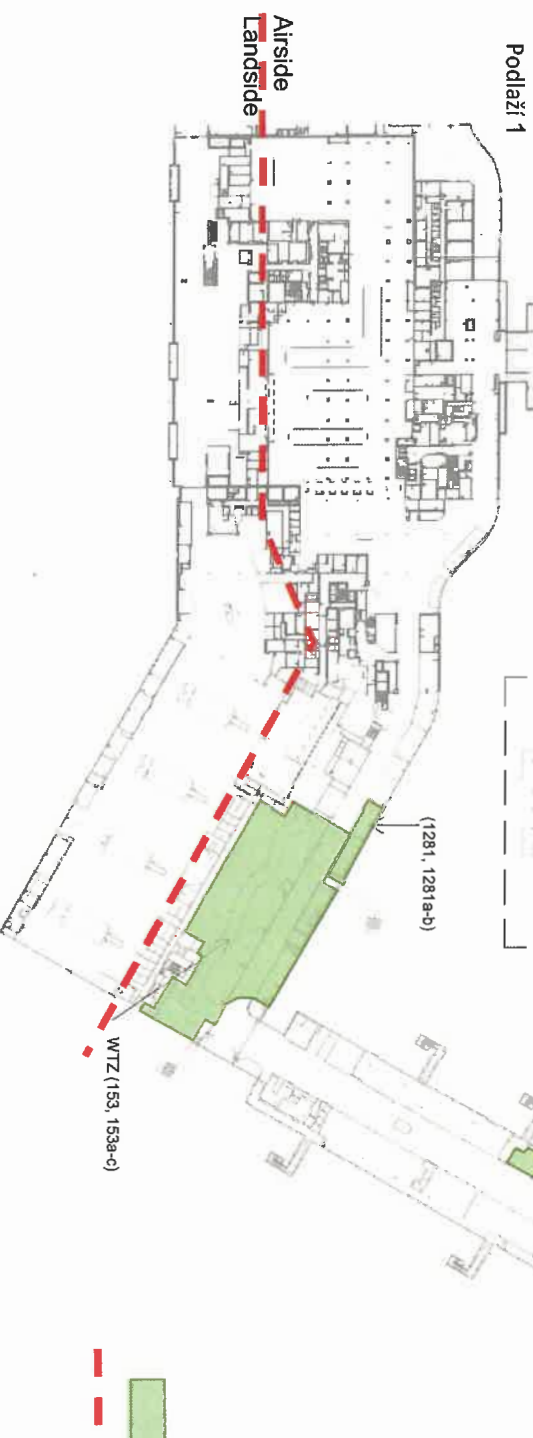 Podlaží 1
Airside
Landside
(1281, 1281a-b)
WTZ (153, 153a-c)